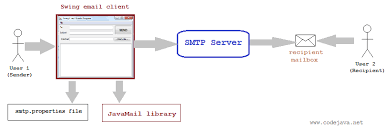 Swing email client
SMTP Server
User 1
(Sender)
recipient
mailbox
User 2
(Recipient)
smtp.properties file
JavaMail library
www.codejava.net